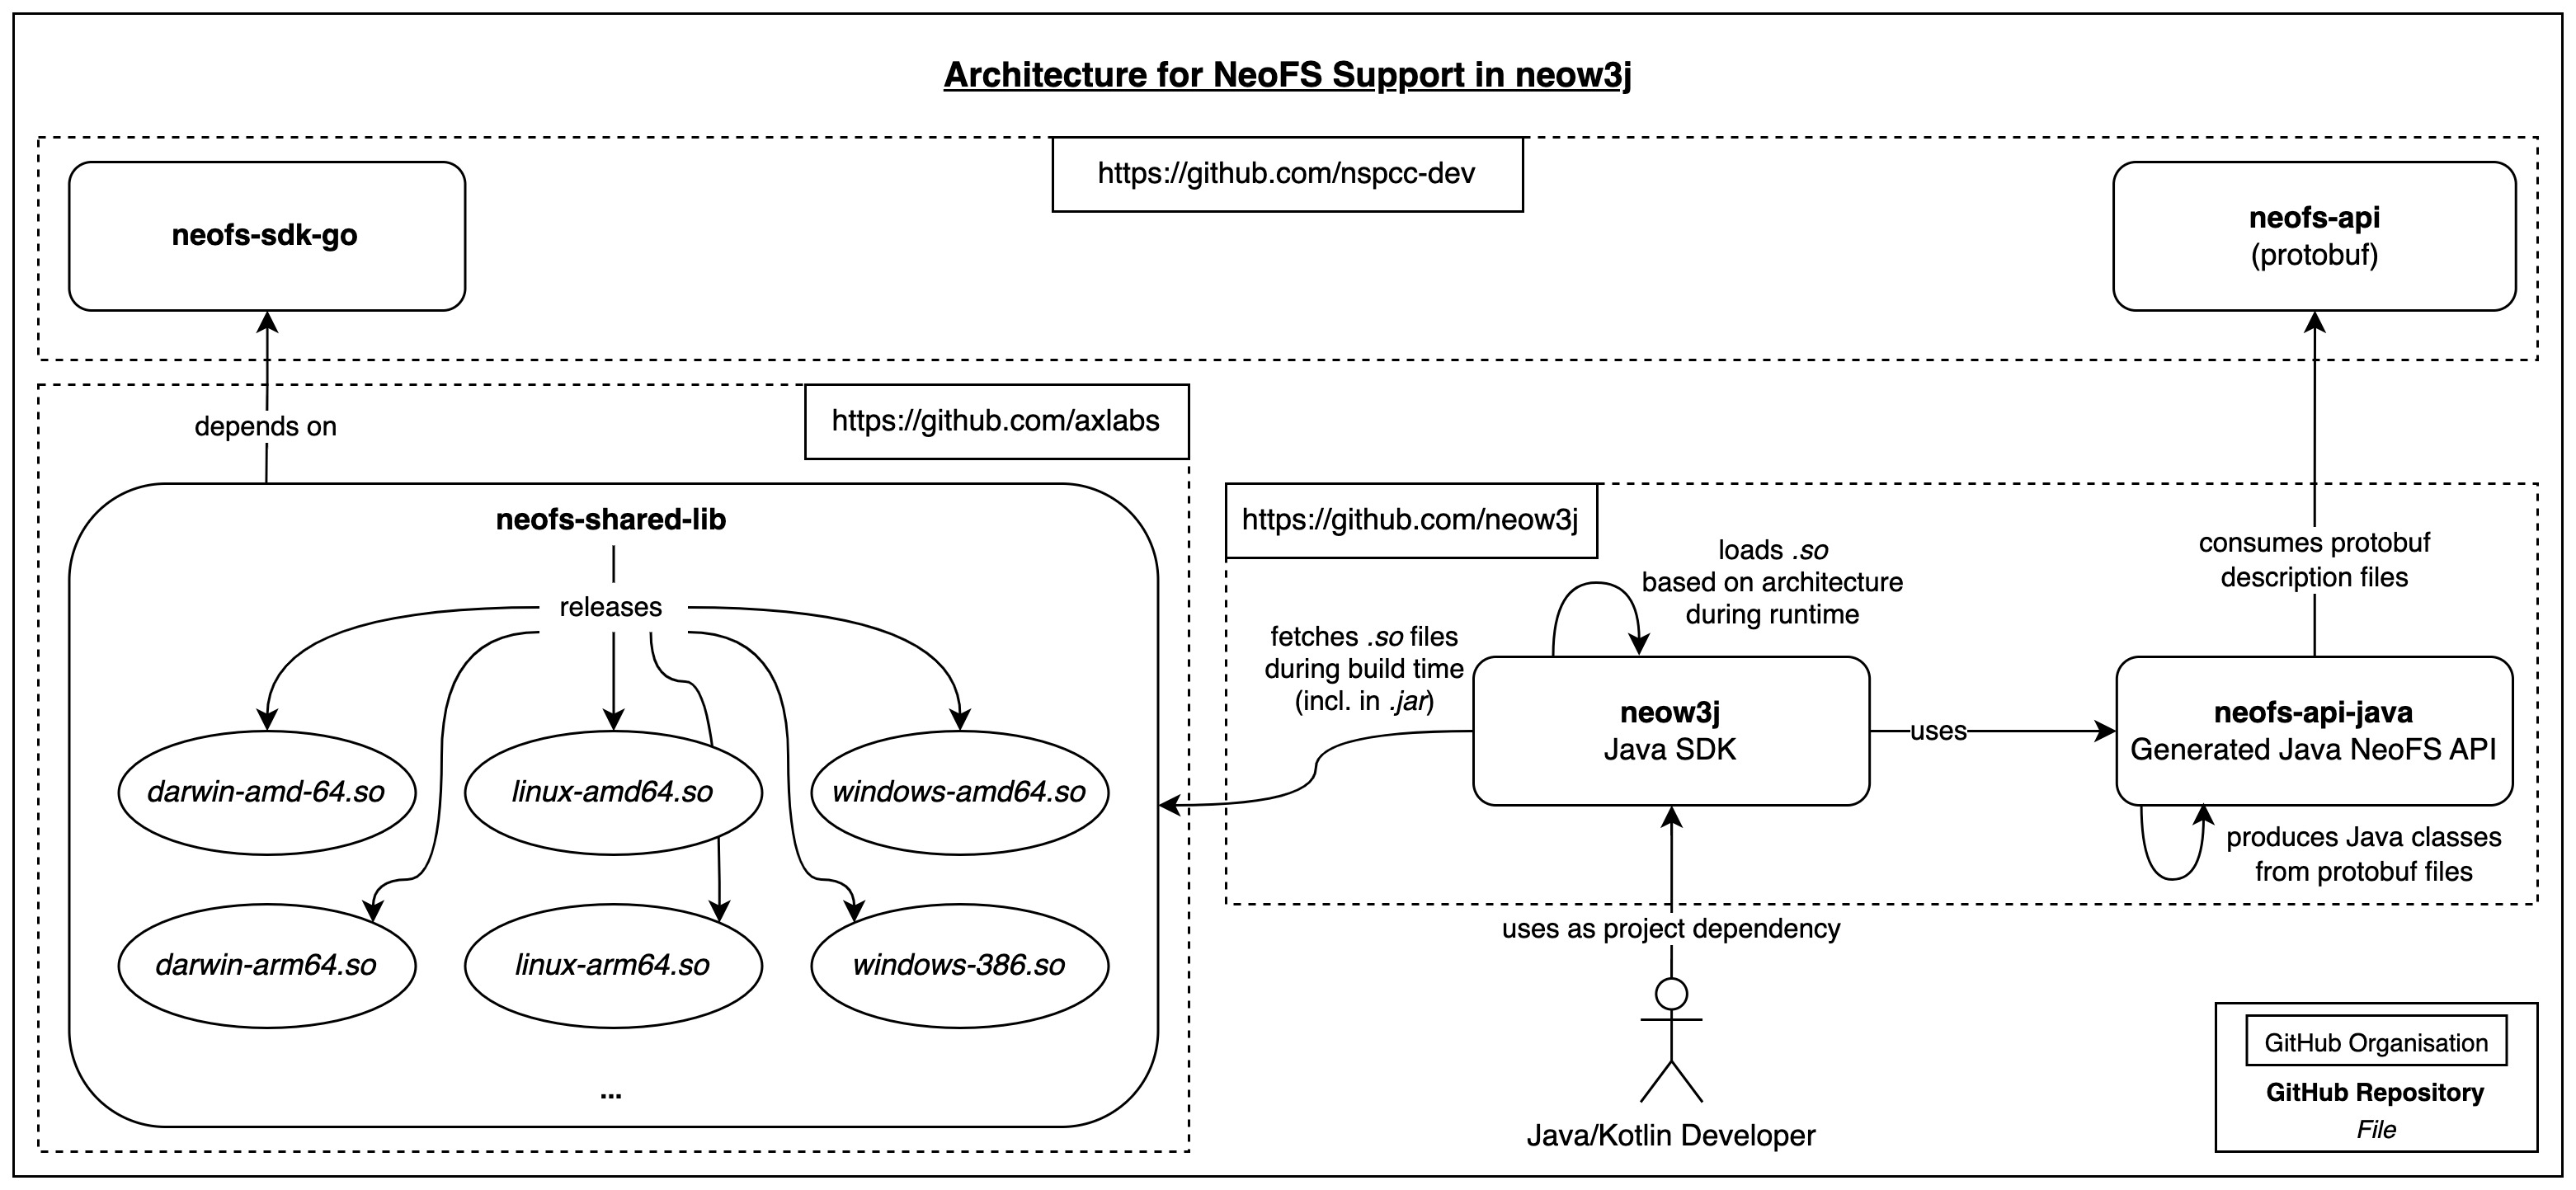 Architecture for NeoFS Support in neow3j
https://github.com/nspcc-dev
neofs-sdk-go
neofs-api
(protobuf)
depends on
https://github.com/axlabs
neofs-shared-lib
releases
darwin-amd-64.so
linux-amd64.so
windows-amd64.so
darwin-arm64.so
linux-arm64.so
windows-386.so
...
https://github.com/neow3j
loads .so
based on architecture
during runtime
fetches .so files
during build time
(incl. in .jar)
neow3j
Java SDK
uses
consumes protobuf
description files
neofs-api-java
Generated Java NeoFS API
produces Java classes
from protobuf files
uses as project dependency
Java/Kotlin Developer
GitHub Organisation
GitHub Repository
File